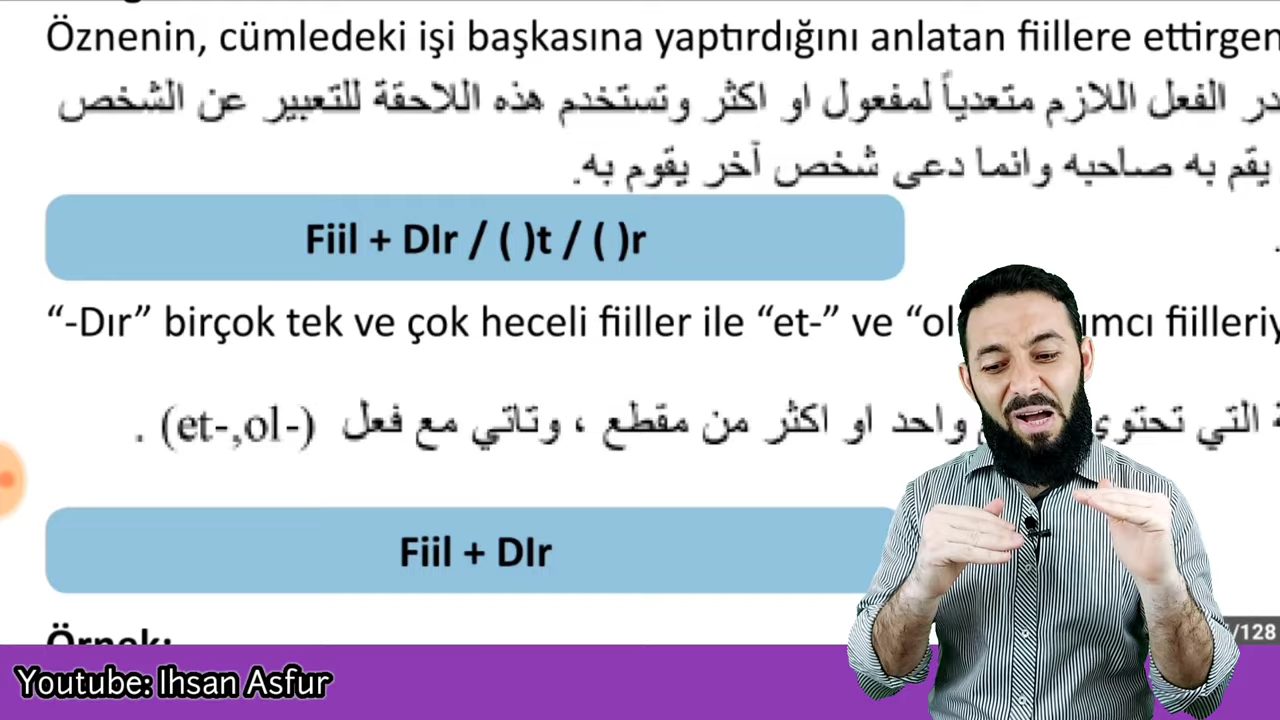 Öznenin, cümledeki işi başkasına yaptırdığını anlatan fiillere ettirgen
الفعل اللازم متعدياً لمفعول او اكثر وتستخدم هذه اللاحقة للتعبير عن الشخص
يقم به صاحبه وانما دعى شخص آخر يقوم به.
Fiil + DIr / ( )t / ( )r
“-Dır” birçok tek ve çok heceli fiiller ile “et-” ve “ol
التي تحتوي واحد او اكثر من مقطع ، وتاتي مع فعل (et-,ol-) .
Fiil + DIr
Örnek:
/128
Youtube: Ihsan Asfur